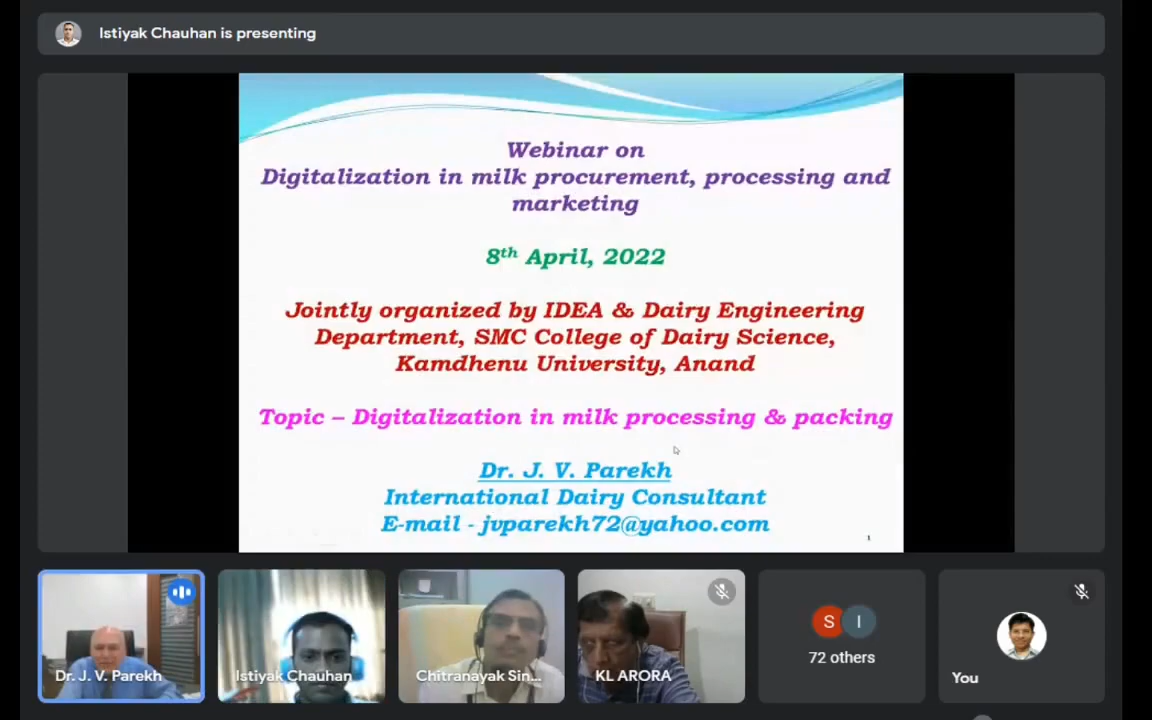 Istiyak Chauhan is presenting
Webinar on
Digitalization in milk procurement, processing and
marketing
8th April, 2022
Jointly organized by IDEA & Dairy Engineering
Department, SMC College of Dairy Science,
Kamdhenu University, Anand
Topic – Digitalization in milk processing & packing
Dr. J. V. Parekh
International Dairy Consultant
E-mail - jvparekh72@yahoo.com
1
Dr. J. V. Parekh
Istiyak Chauhan
Chitranayak Sin...
KL ARORA
S I
72 others
You